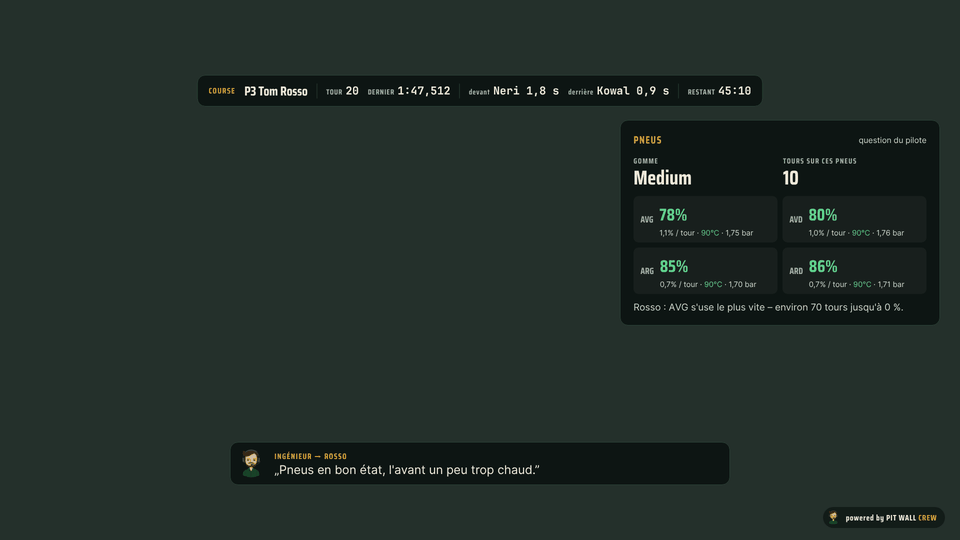 COURSE P3 Tom Rosso TOUR 20 DERNIER 1:47,512 devant Neri 1,8 s derrière Kowal 0,9 s RESTANT 45:10
PNEUS question du pilote
GOMME TOURS SUR CES PNEUS
Medium 10
AVG 78% AVD 80%
1,1% / tour · 90°C · 1,75 bar 1,0% / tour · 90°C · 1,76 bar
ARG 85% ARD 86%
0,7% / tour · 90°C · 1,70 bar 0,7% / tour · 90°C · 1,71 bar
Rosso : AVG s'use le plus vite – environ 70 tours jusqu'à 0 %.
INGÉNIEUR — ROSSO
„Pneus en bon état, l'avant un peu trop chaud.”
powered by PIT WALL CREW